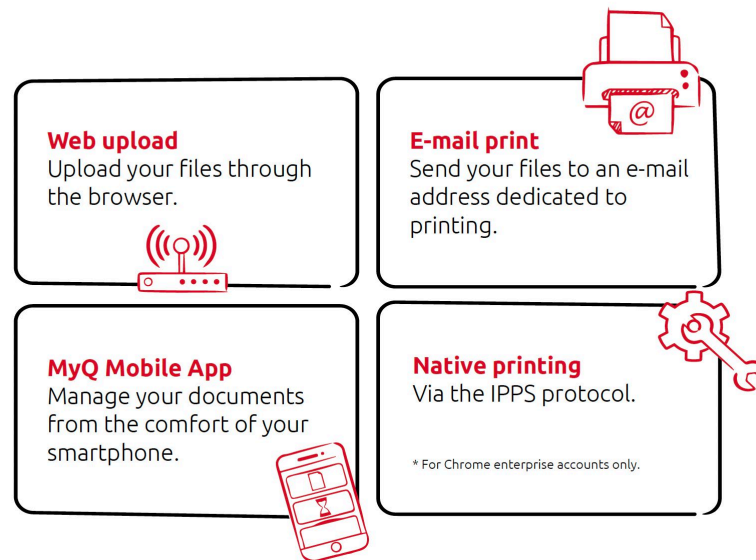 Web upload
Upload your files through
the browser.
E-mail print
Send your files to an e-mail
address dedicated to
printing.
@
MyQ Mobile App
Manage your documents
from the comfort of your
smartphone.
Native printing
Via the IPPS protocol.
* For Chrome enterprise accounts only.